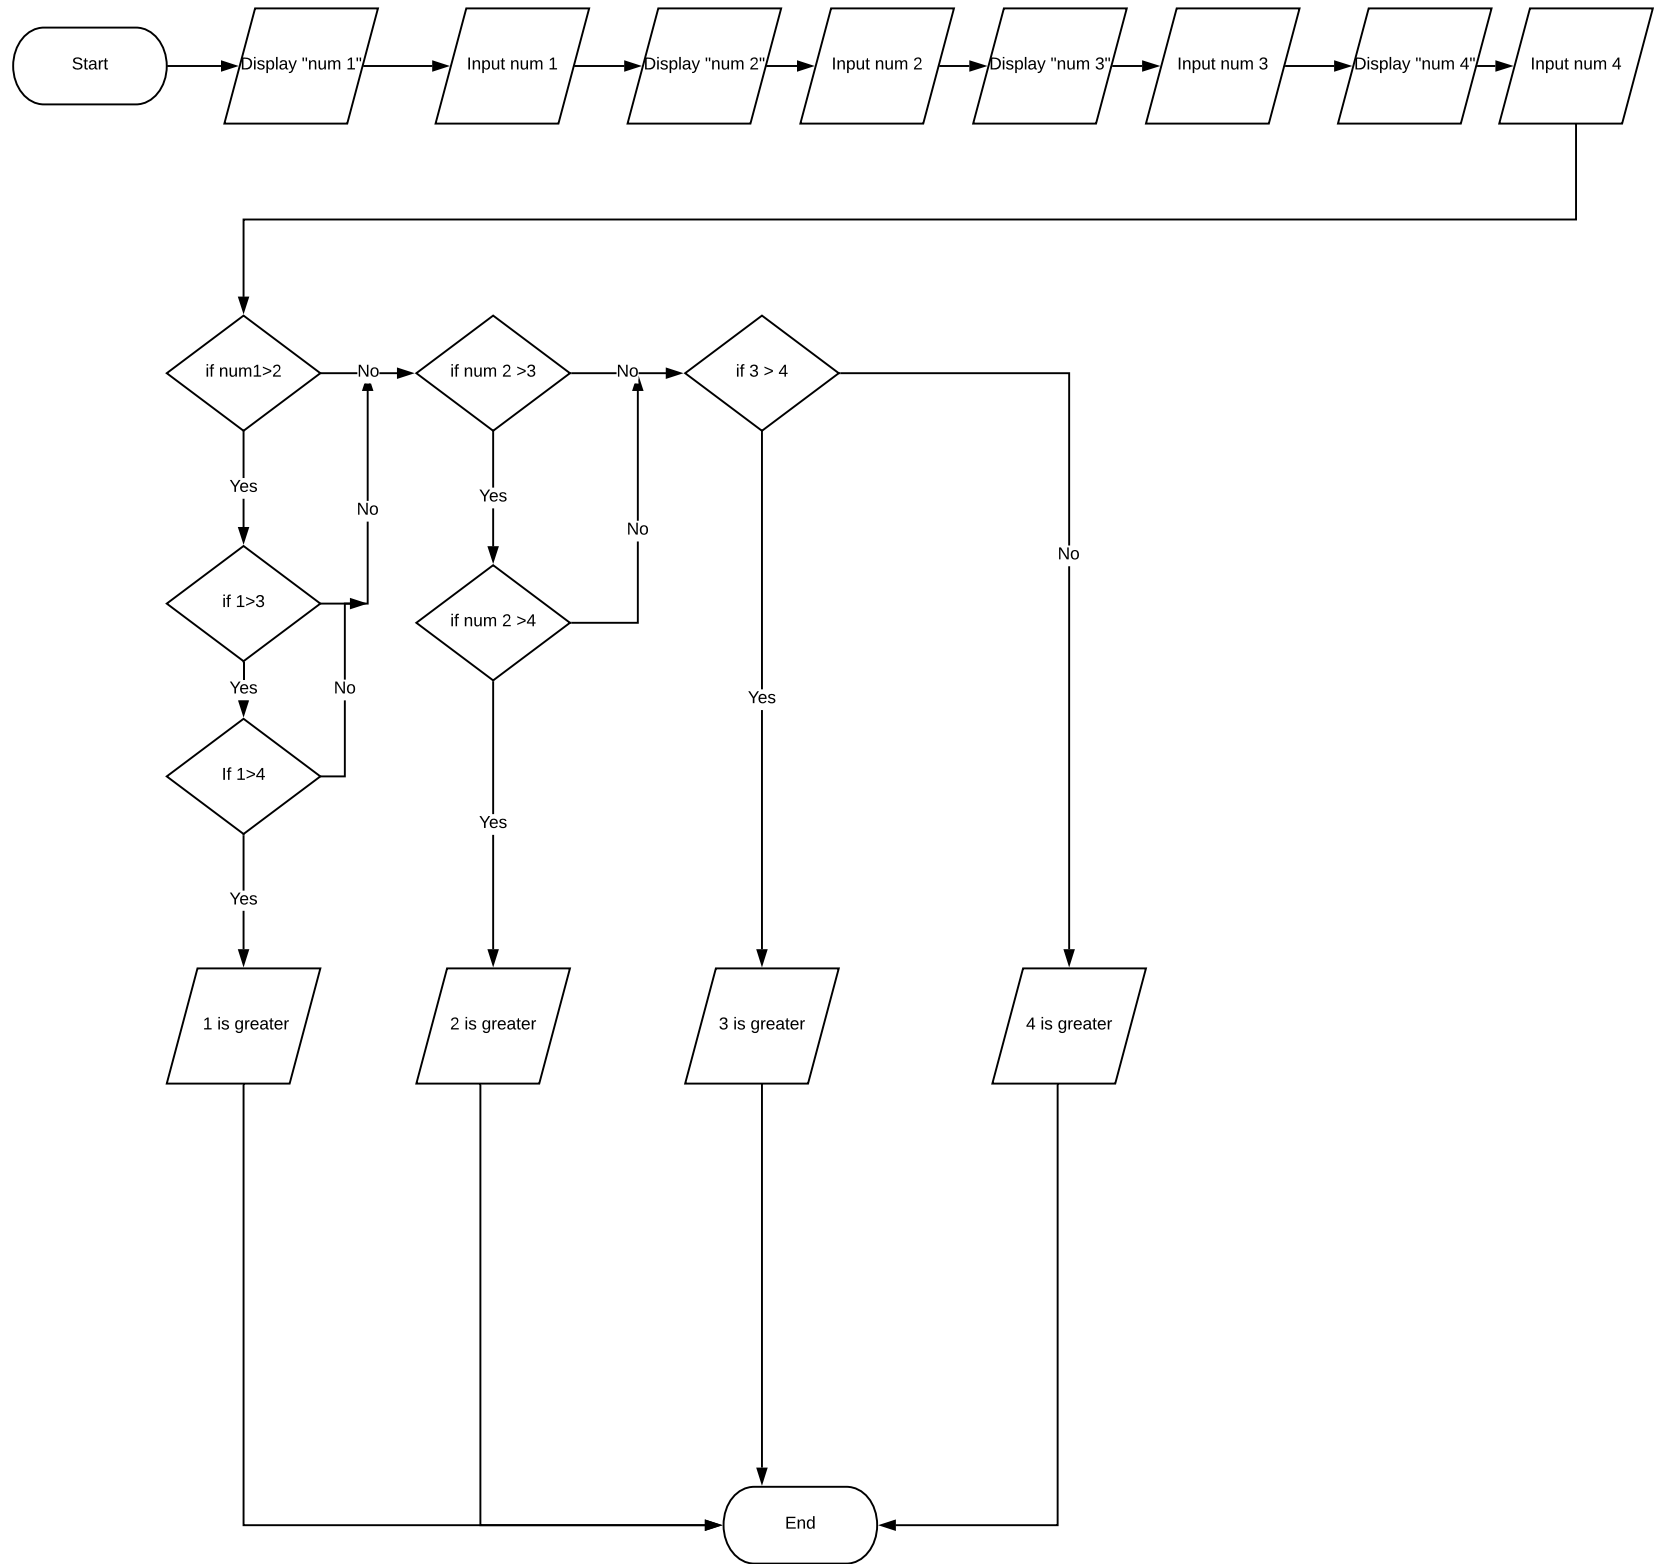 Start
Display "num 1"
Input num 1
Display "num 2"
Input num 2
Display "num 3"
Input num 3
Display "num 4"
Input num 4
if num1>2
No
if num 2 >3
No
if 3 > 4
Yes
Yes
No
No
No
if 1>3
if num 2 >4
Yes
No
Yes
If 1>4
Yes
Yes
1 is greater
2 is greater
3 is greater
4 is greater
End